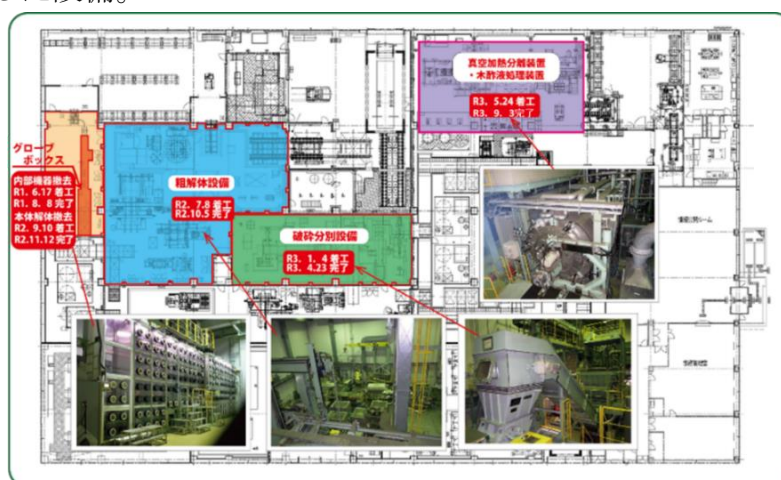 真空加熱分離装置
・木酢液処理装置
R3. 5.24 着工
R3. 9. 3完了
グローブ
ボックス
内部機器撤去
R1. 6.17 着工
R1. 8. 8 完了
本体解体撤去
R2. 9.10 着工
R2.11.12 完了
粗解体設備
R2. 7.8 着工
R2.10.5 完了
破砕分別設備
R3. 1. 4 着工
R3. 4.23 完了